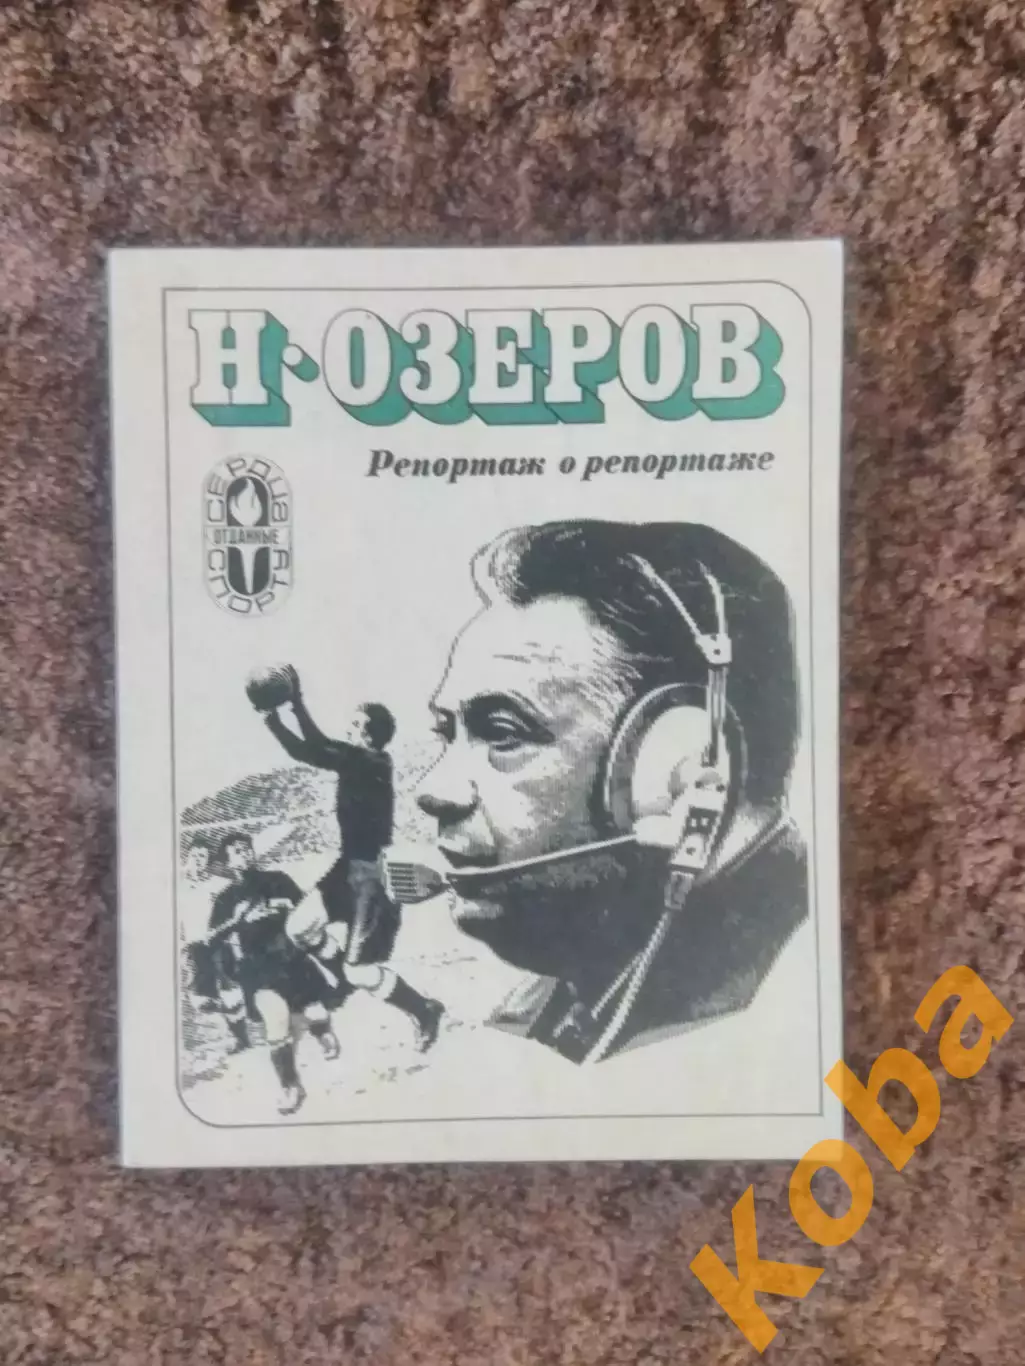 Н·ОЗЕРОВ
Репортаж о репортаже
СЕРДЦА
ОТДАННЫЕ
СПОРТУ
Koba